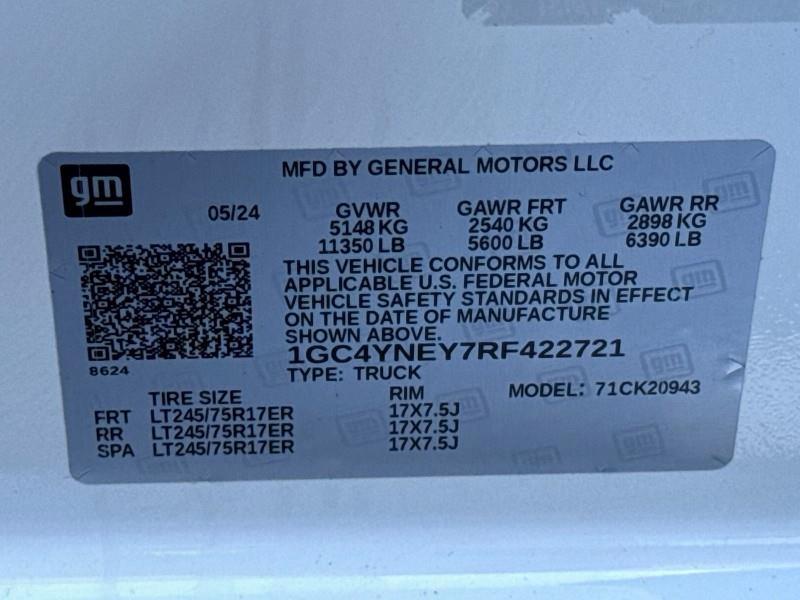 gm
MFD BY GENERAL MOTORS LLC
05/24
GVWR GAWR FRT GAWR RR
5148 KG 2540 KG 2898 KG
11350 LB 5600 LB 6390 LB
THIS VEHICLE CONFORMS TO ALL
APPLICABLE U.S. FEDERAL MOTOR
VEHICLE SAFETY STANDARDS IN EFFECT
ON THE DATE OF MANUFACTURE
SHOWN ABOVE.
8624
1GC4YNEY7RF422721
TYPE: TRUCK
MODEL: 71CK20943
TIRE SIZE RIM
FRT LT245/75R17ER 17X7.5J
RR LT245/75R17ER 17X7.5J
SPA LT245/75R17ER 17X7.5J